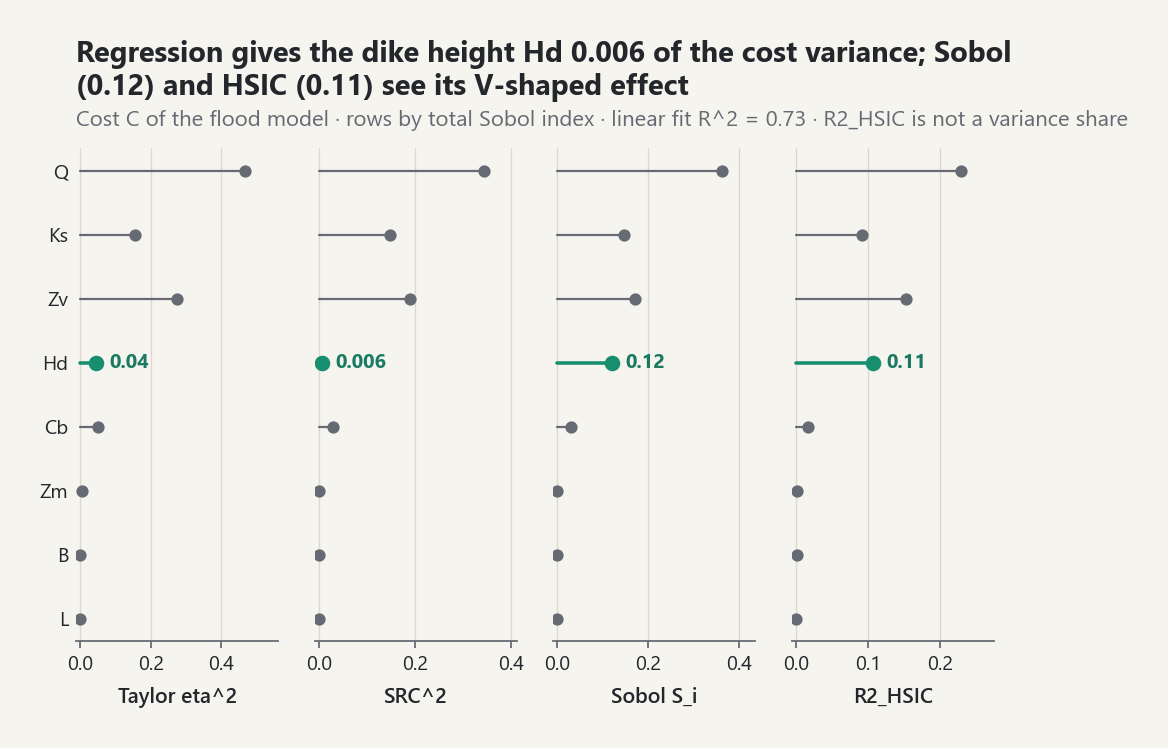 Regression gives the dike height Hd 0.006 of the cost variance; Sobol
(0.12) and HSIC (0.11) see its V-shaped effect
Cost C of the flood model · rows by total Sobol index · linear fit R^2 = 0.73 · R2_HSIC is not a variance share
Q
Ks
Zv
Hd 0.04 0.006 0.12 0.11
Cb
Zm
B
L
0.0 0.2 0.4 0.0 0.2 0.4 0.0 0.2 0.4 0.0 0.1 0.2
Taylor eta^2 SRC^2 Sobol S_i R2_HSIC